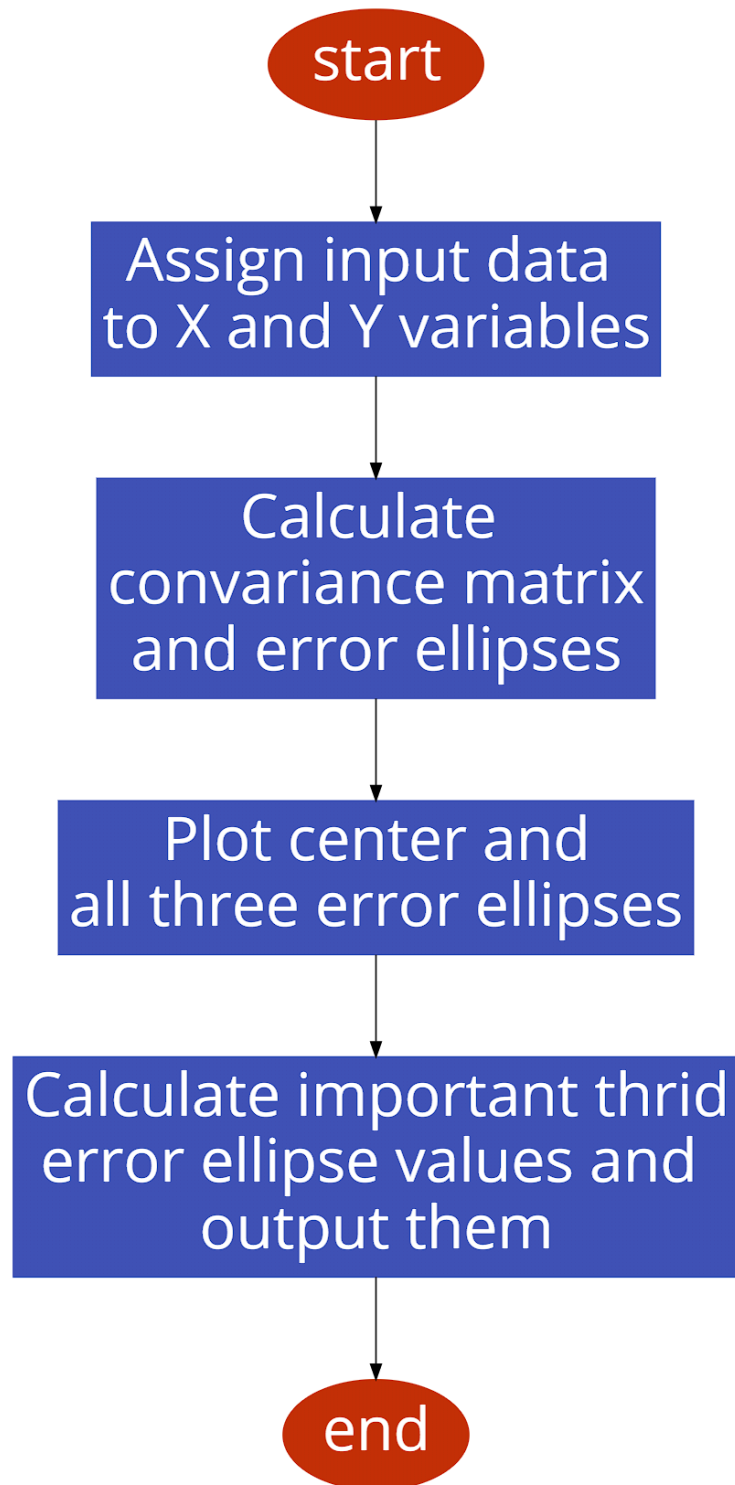 start
Assign input data
to X and Y variables
Calculate
convariance matrix
and error ellipses
Plot center and
all three error ellipses
Calculate important thrid
error ellipse values and
output them
end